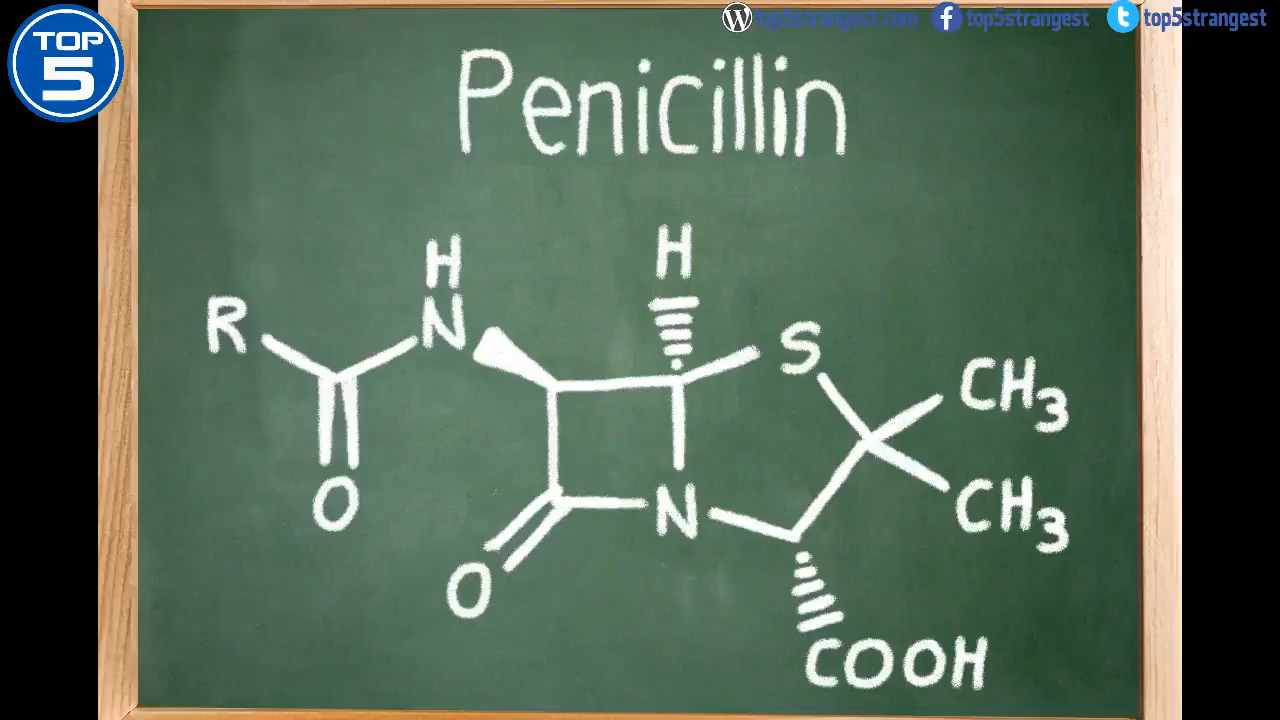 TOP
5
top5strangest.com
top5strangest
top5strangest
Penicillin
H
H
R
N
S
CH3
O
N
CH3
O
COOH